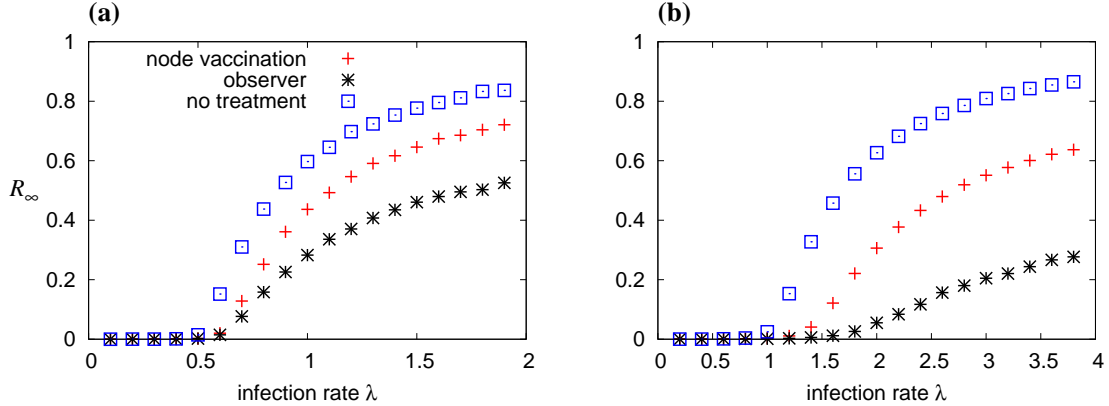 (a)
(b)
1
0.8
0.6
0.4
0.2
0
R∞
node vaccination
observer
no treatment
0 0.5 1 1.5 2
infection rate λ
1
0.8
0.6
0.4
0.2
0
0 0.5 1.0 1.5 2 2.5 3.0 3.5 4
infection rate λ